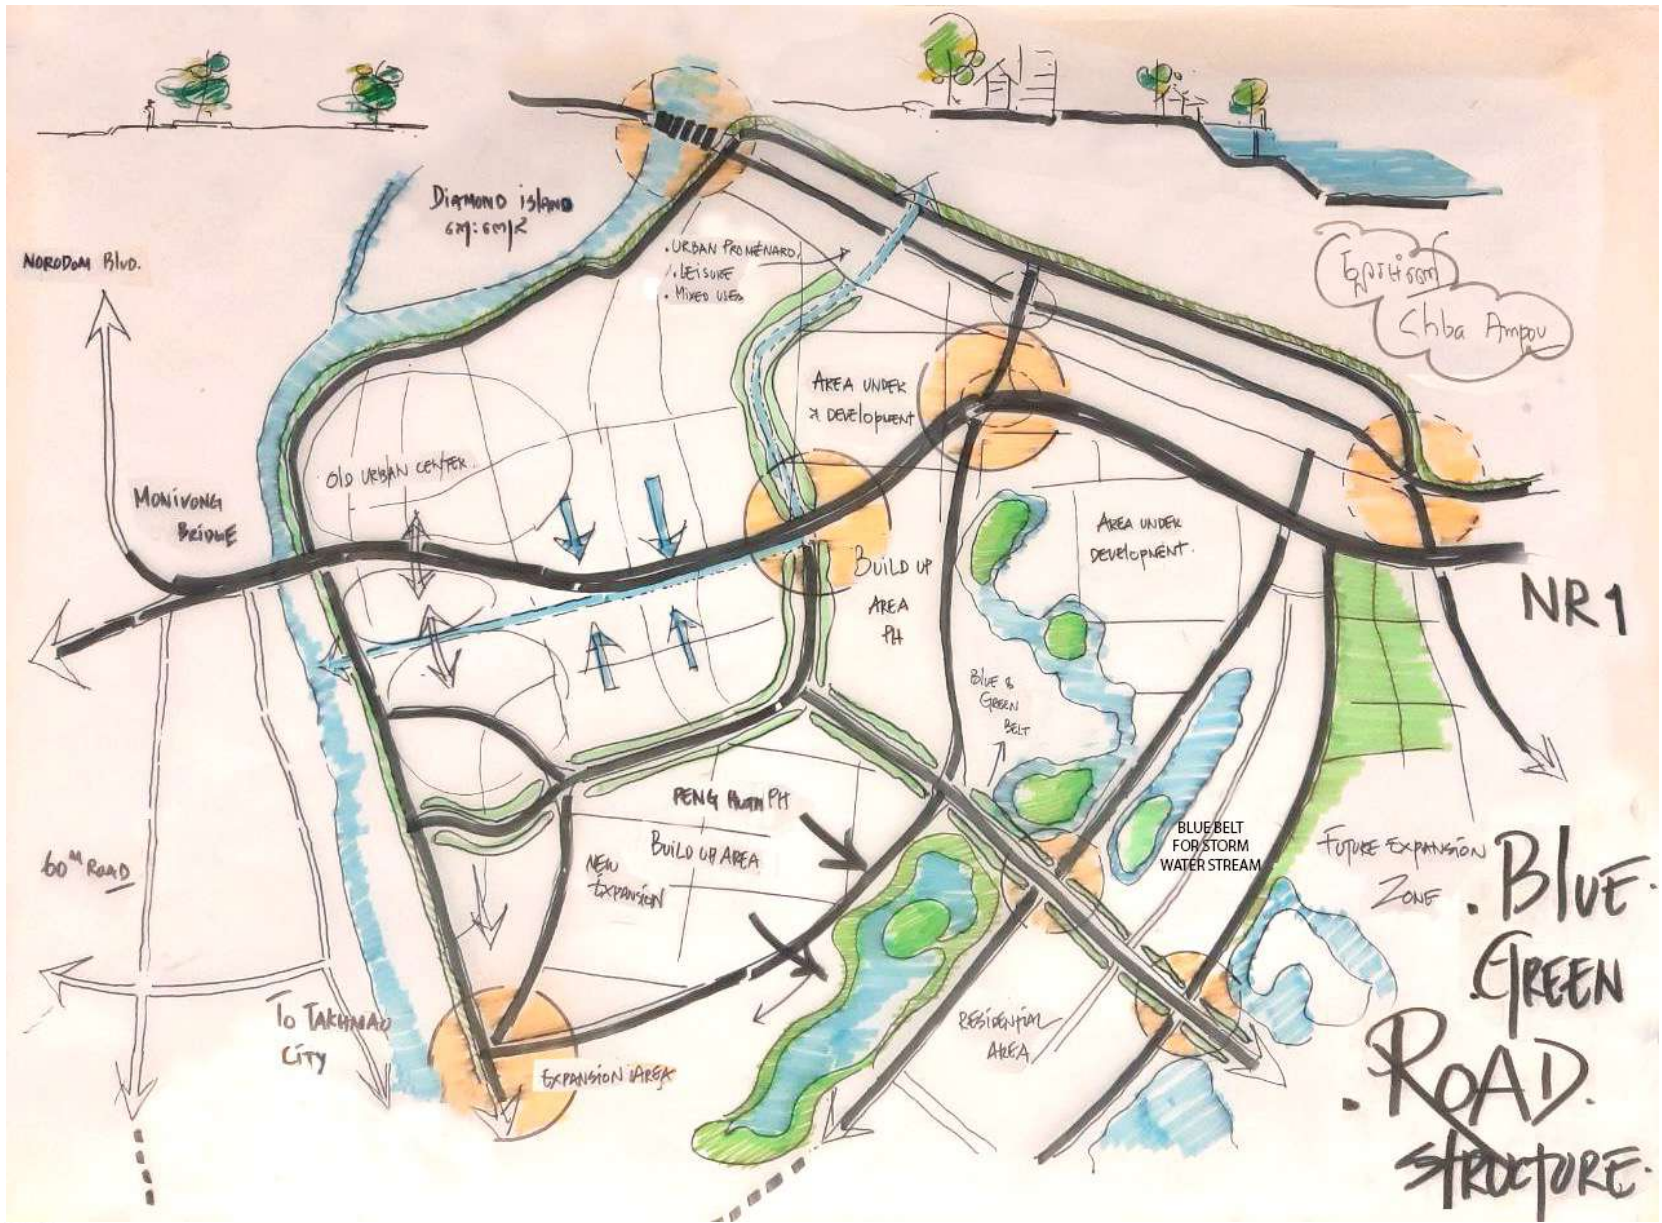 DIAMOND ISLAND
NORODOM BLVD.
. URBAN PROMENARD,
. LEISURE
. MIXED USES
Chba Ampou
AREA UNDER
DEVELOPMENT
OLD URBAN CENTER.
MONIVONG
BRIDGE
AREA UNDER
DEVELOPMENT.
BUILD UP
AREA
PH
NR1
BLUE &
GREEN
BELT
PENG HUOTH PH
BUILD UP AREA
NEW
EXPANSION
BLUE BELT
FOR STORM
WATER STREAM
FUTURE EXPANSION
ZONE
60M ROAD
. BLUE.
. GREEN
. ROAD.
STRUCTURE.
TO TAKHMAO
CITY
RESIDENTIAL
AREA
EXPANSION AREA